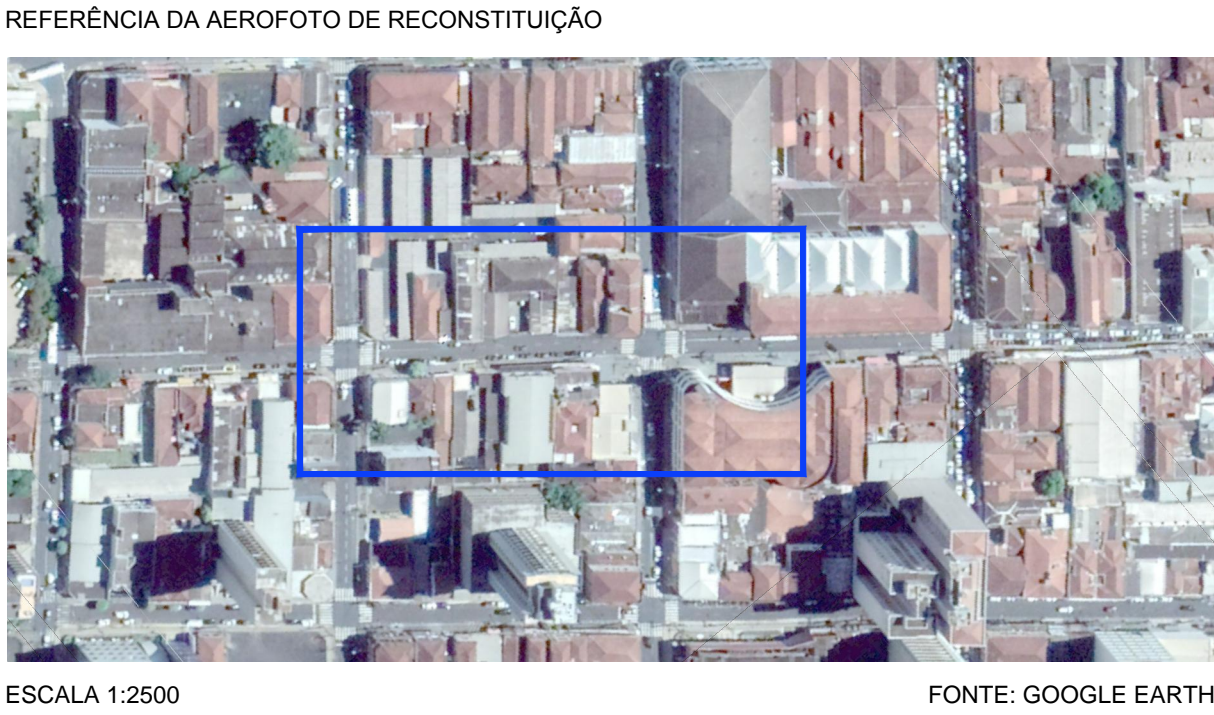 REFERÊNCIA DA AEROFOTO DE RECONSTITUIÇÃO
ESCALA 1:2500
FONTE: GOOGLE EARTH